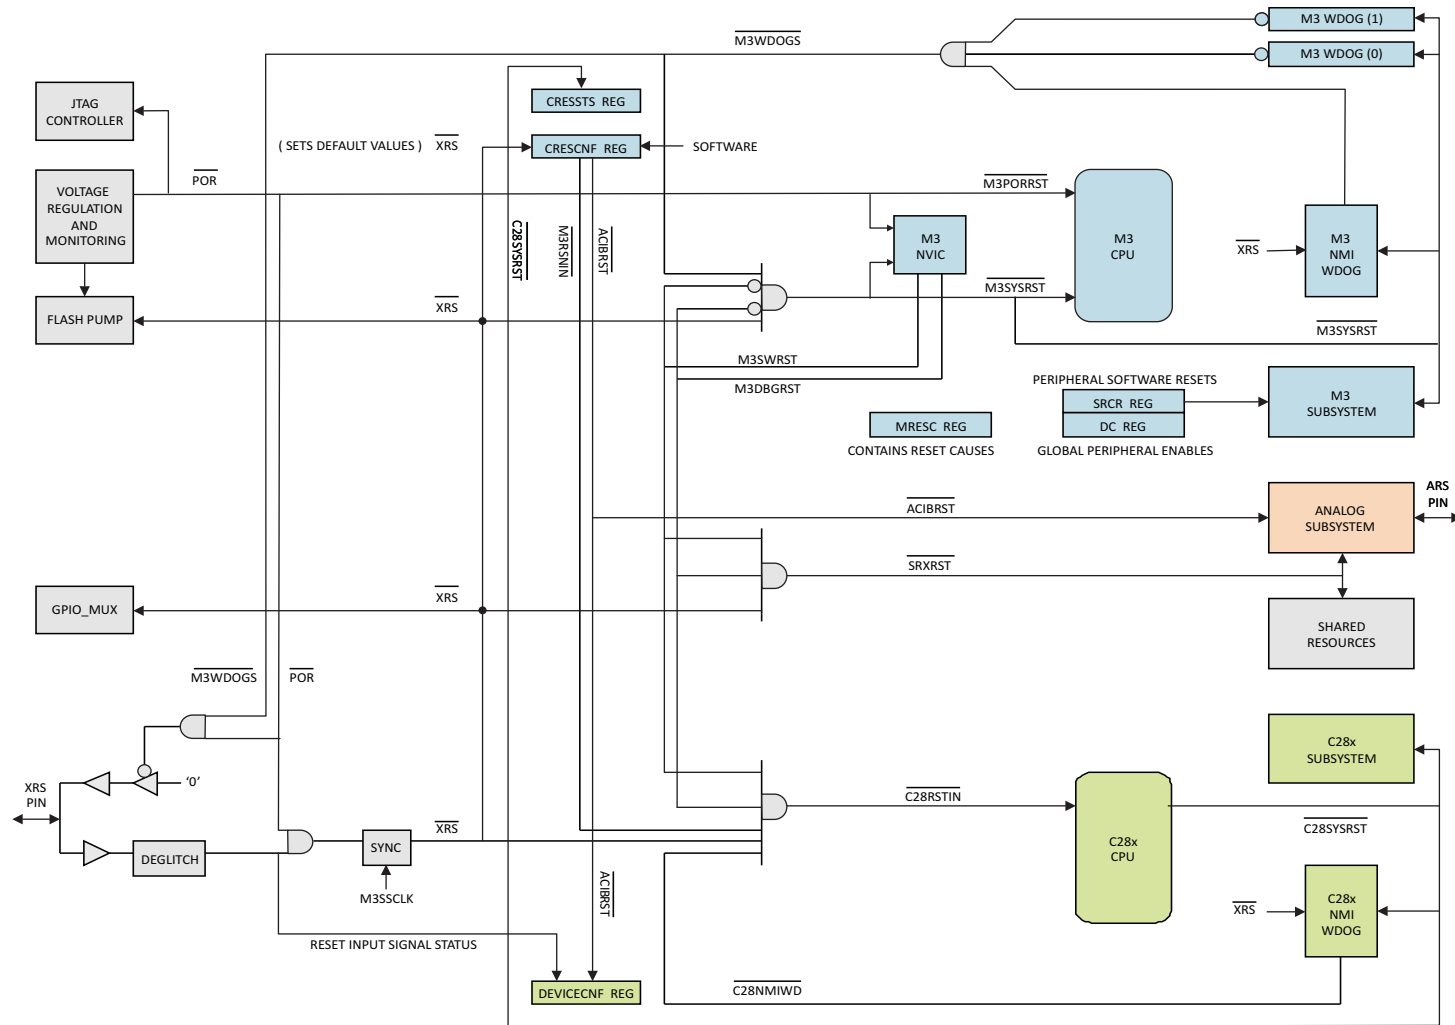 M3 WDOG (1)
M3WDOGS
M3 WDOG (0)
JTAG
CONTROLLER
CRESSTS REG
( SETS DEFAULT VALUES )
XRS
CRESCNF REG
SOFTWARE
POR
M3PORRST
VOLTAGE
REGULATION
AND
MONITORING
C28SYSRST
M3RSNIN
ACIBRST
M3
NVIC
M3
CPU
XRS
M3
NMI
WDOG
M3SYSRST
FLASH PUMP
XRS
M3SYSRST
M3SWRST
M3DBGRST
PERIPHERAL SOFTWARE RESETS
SRCR REG
DC REG
GLOBAL PERIPHERAL ENABLES
M3
SUBSYSTEM
MRESC REG
CONTAINS RESET CAUSES
ACIBRST
ANALOG
SUBSYSTEM
ARS
PIN
SRXRST
GPIO_MUX
XRS
SHARED
RESOURCES
M3WDOGS
POR
C28x
SUBSYSTEM
'0'
XRS
PIN
C28RSTIN
DEGLITCH
SYNC
XRS
C28x
CPU
C28SYSRST
M3SSCLK
ACIBRST
XRS
C28x
NMI
WDOG
RESET INPUT SIGNAL STATUS
DEVICECNF REG
C28NMIWD